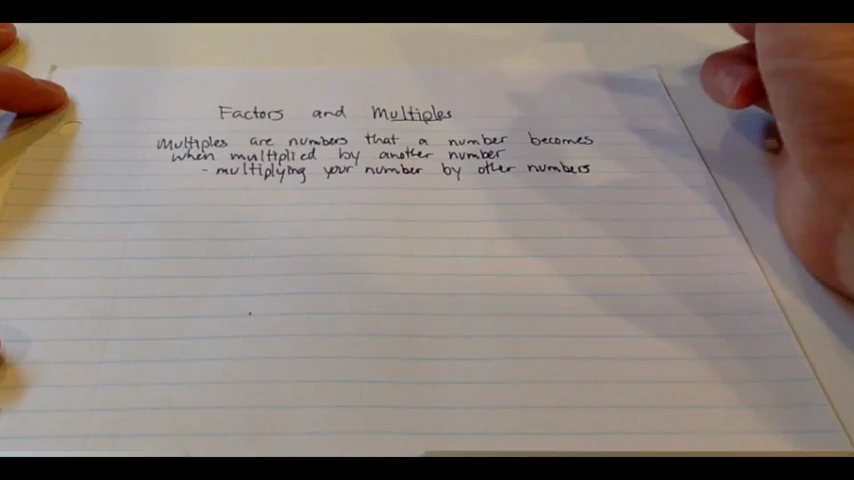 Factors and Multiples
Multiples are numbers that a number becomes
when multiplied by another number
- multiplying your number by other numbers